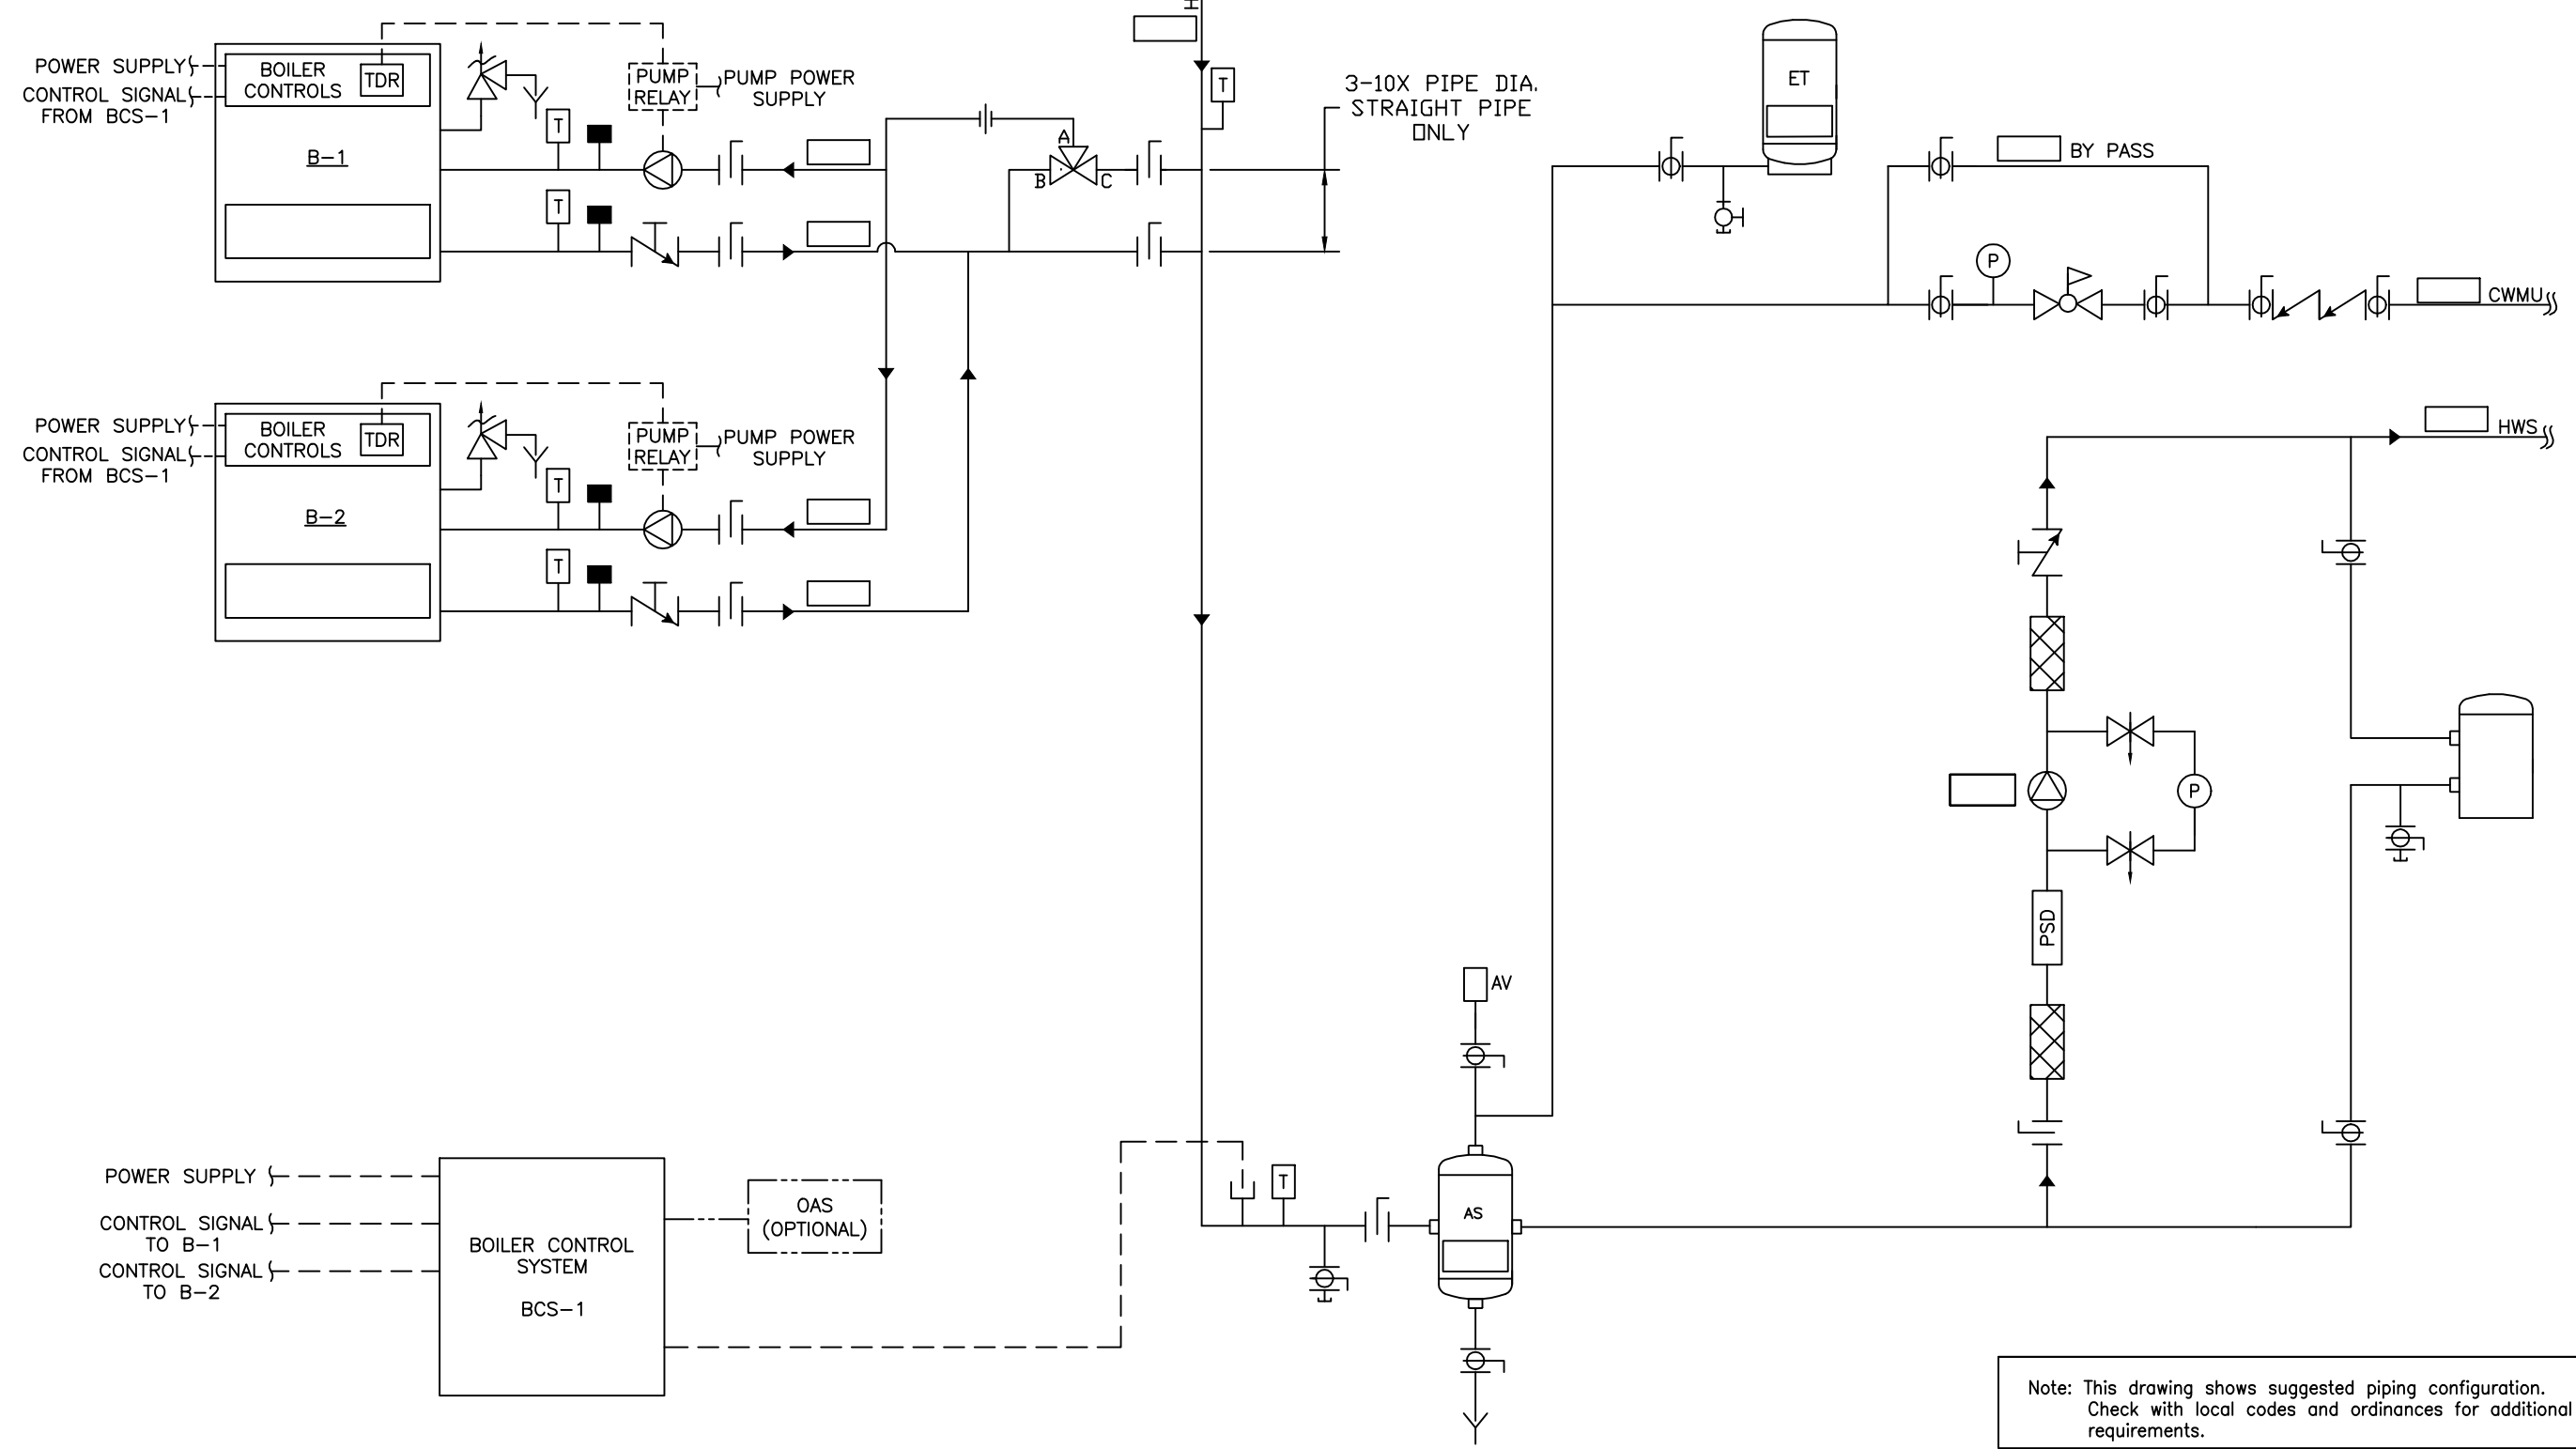 POWER SUPPLY
CONTROL SIGNAL
FROM BCS-1
BOILER
CONTROLS
TDR
B-1
PUMP
RELAY
PUMP POWER
SUPPLY
T
T
A
B
C
T
3-10X PIPE DIA.
STRAIGHT PIPE
ONLY
ET
BY PASS
P
CWMU
POWER SUPPLY
CONTROL SIGNAL
FROM BCS-1
BOILER
CONTROLS
TDR
B-2
PUMP
RELAY
PUMP POWER
SUPPLY
T
T
HWS
P
PSD
AV
POWER SUPPLY
CONTROL SIGNAL
TO B-1
CONTROL SIGNAL
TO B-2
BOILER CONTROL
SYSTEM
BCS-1
OAS
(OPTIONAL)
T
AS
Note: This drawing shows suggested piping configuration.
Check with local codes and ordinances for additional
requirements.